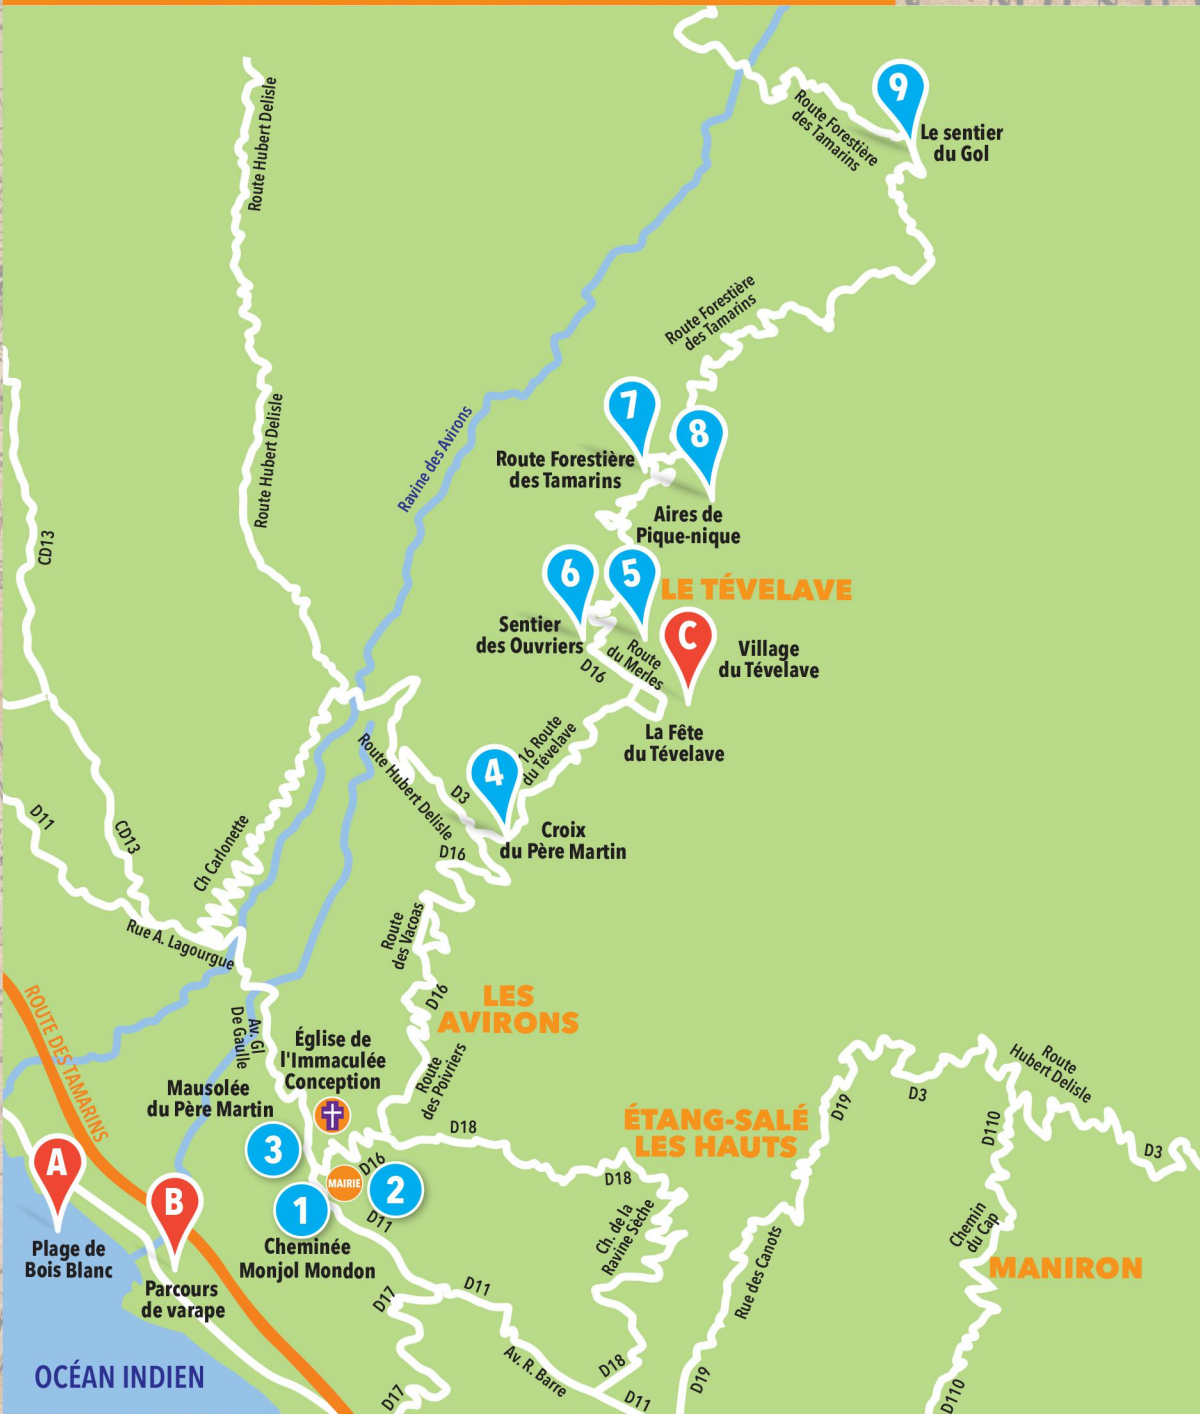 Route Hubert Delisle
9
Route Forestière
des Tamarins
Le sentier
du Gol
Route Forestière
des Tamarins
Route Hubert Delisle
Ravine des Avirons
7
8
Route Forestière
des Tamarins
Aires de
Pique-nique
CD13
6
5
LE TÉVELAVE
Sentier
des Ouvriers
Route
du Merles
D16
C
Village
du Tévelave
La Fête
du Tévelave
16 Route
du Tévelave
Route Hubert Delisle
4
D3
Croix
du Père Martin
D16
D11
CD13
Ch Carlonette
Rue A. Lagourgue
Route
des Vacoas
D16
LES
AVIRONS
ROUTE DES TAMARINS
Av. Gl
De Gaulle
Église de
l'Immaculée
Conception
Mausolée
du Père Martin
Route
des Poivriers
3
D16
MAIRIE
2
1
D11
Cheminée
Monjol Mondon
D18
ÉTANG-SALÉ
LES HAUTS
D18
Ch. de la
Ravine Sèche
D19
D3
Route
Hubert Delisle
D110
D3
Chemin
du Cap
MANIRON
Rue des Canots
A
Plage de
Bois Blanc
B
Parcours
de varape
OCÉAN INDIEN
D17
D11
Av. R. Barre
D18
D17
D11
D19
D110